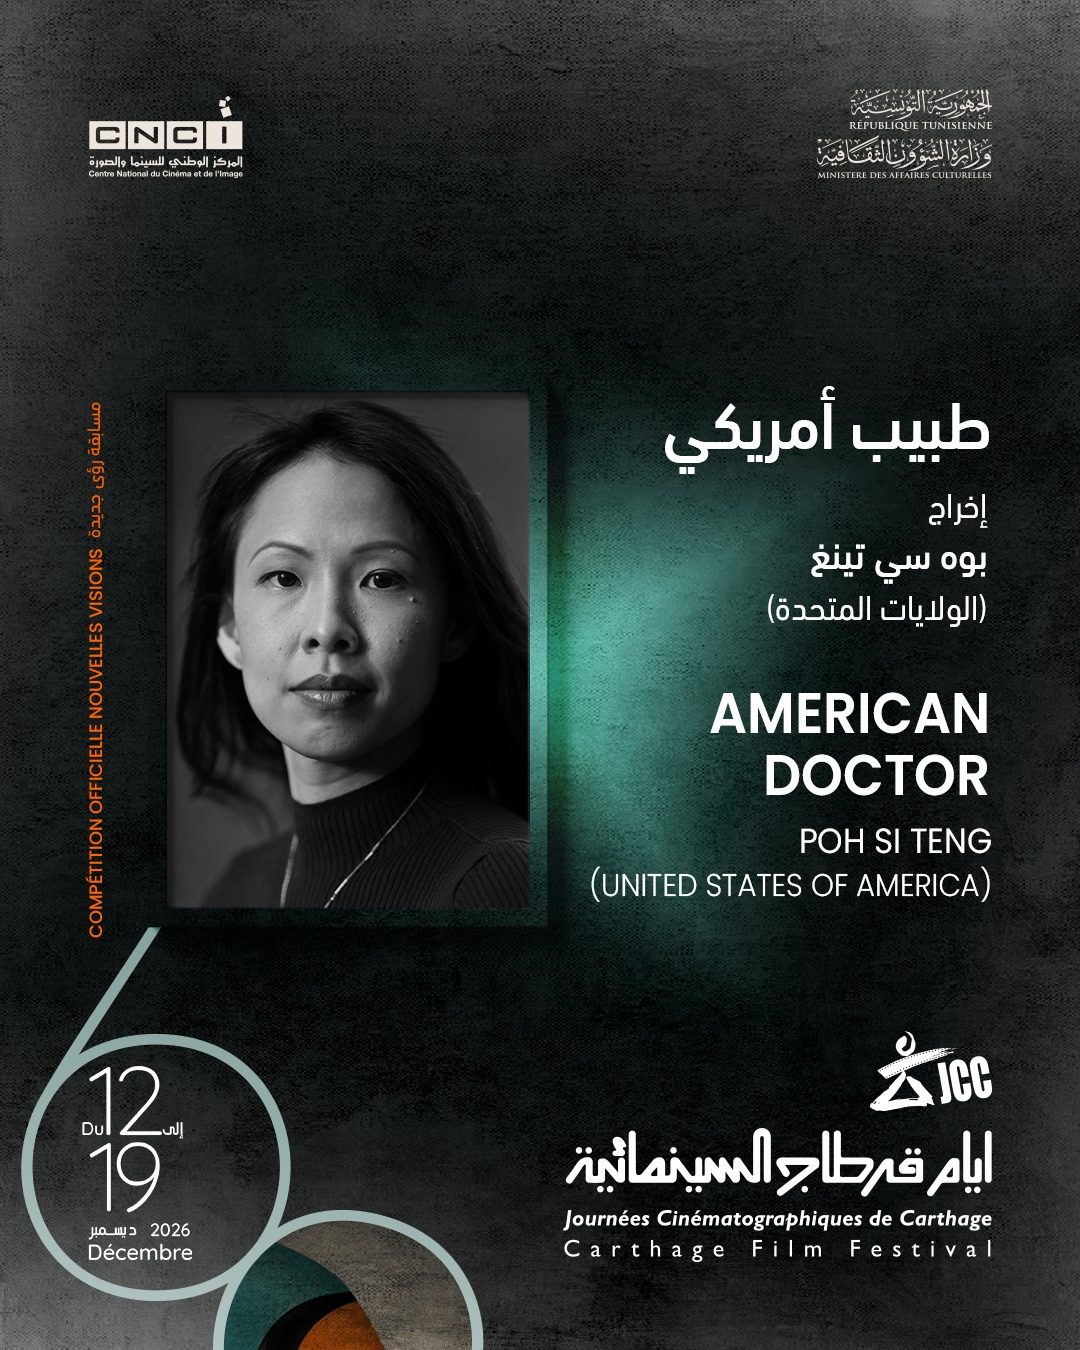 CNCI
المركز الوطني للسينما والصورة
Centre National du Cinéma et de l'Image
الجمهورية التونسية
RÉPUBLIQUE TUNISIENNE
وزارة الشؤون الثقافية
MINISTERE DES AFFAIRES CULTURELLES
COMPÉTITION OFFICIELLE NOUVELLES VISIONS مسابقة رؤى جديدة
طبيب أمريكي
إخراج
بوه سي تينغ
(الولايات المتحدة)
AMERICAN
DOCTOR
POH SI TENG
(UNITED STATES OF AMERICA)
Du 12 إلى
19
ديسمبر 2026
Décembre
JCC
ايام قرطاج السينمائية
Journées Cinématographiques de Carthage
Carthage Film Festival